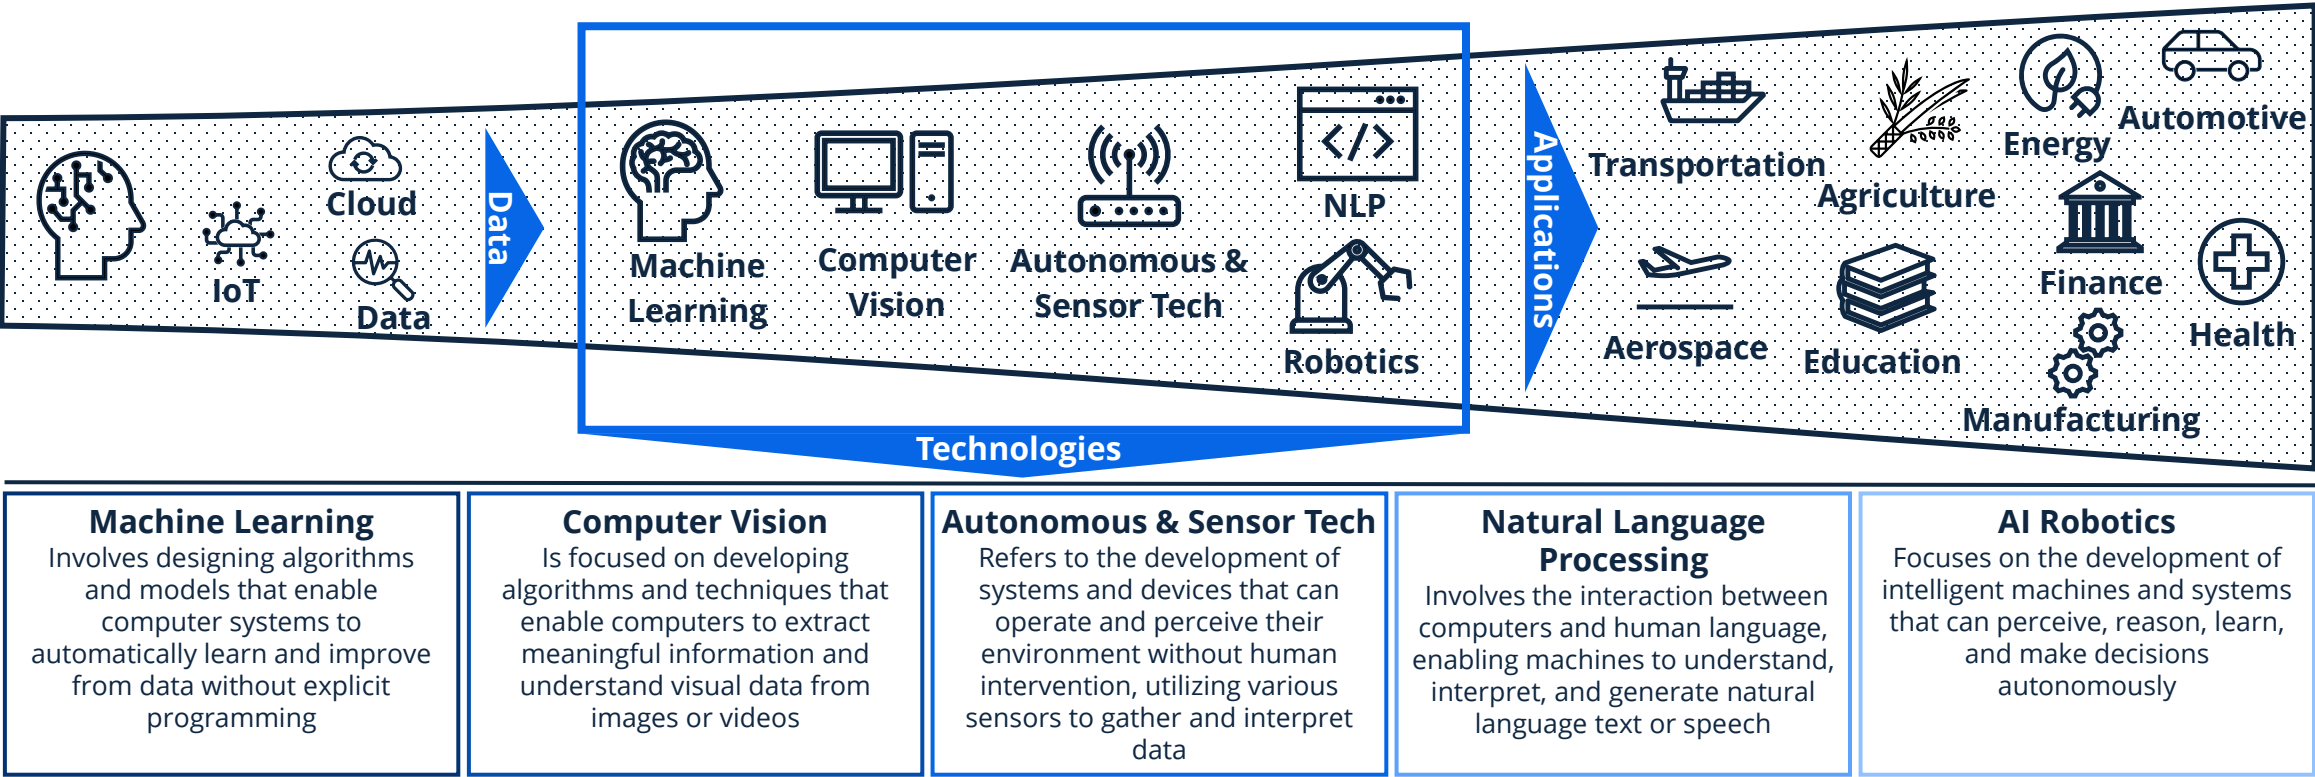 Cloud
IoT
Data
Data
Machine
Learning
Computer
Vision
Autonomous &
Sensor Tech
NLP
Robotics
Applications
Transportation
Agriculture
Energy
Automotive
Aerospace
Education
Finance
Health
Manufacturing
Technologies
Machine Learning
Involves designing algorithms
and models that enable
computer systems to
automatically learn and improve
from data without explicit
programming
Computer Vision
Is focused on developing
algorithms and techniques that
enable computers to extract
meaningful information and
understand visual data from
images or videos
Autonomous & Sensor Tech
Refers to the development of
systems and devices that can
operate and perceive their
environment without human
intervention, utilizing various
sensors to gather and interpret
data
Natural Language
Processing
Involves the interaction between
computers and human language,
enabling machines to understand,
interpret, and generate natural
language text or speech
AI Robotics
Focuses on the development of
intelligent machines and systems
that can perceive, reason, learn,
and make decisions
autonomously